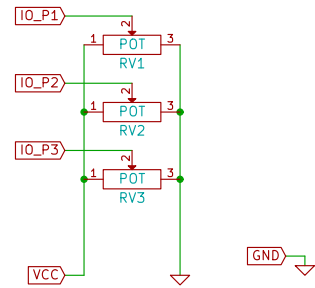 IO_P1
2
1 POT 3
RV1
IO_P2
2
1 POT 3
RV2
IO_P3
2
1 POT 3
RV3
GND
VCC